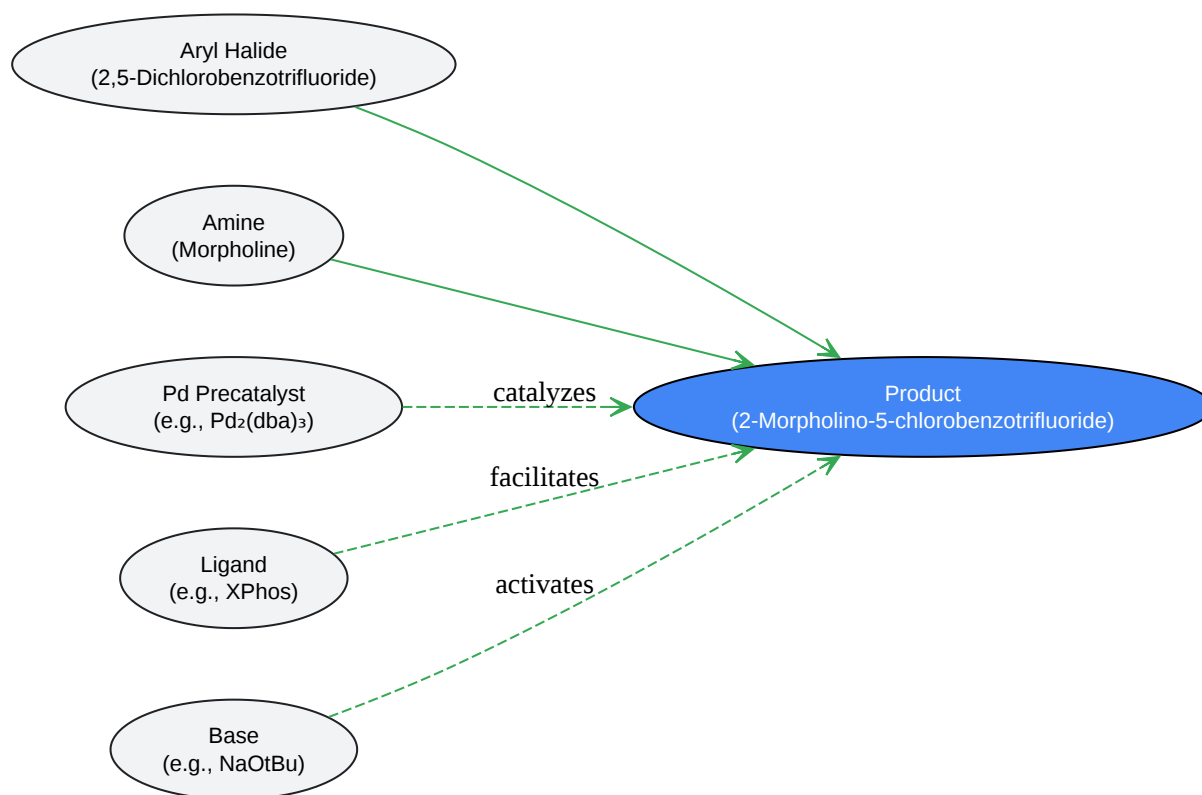 Aryl Halide
(2,5-Dichlorobenzotrifluoride)
Amine
(Morpholine)
Pd Precatalyst
(e.g., Pd₂(dba)₃)
catalyzes
Product
(2-Morpholino-5-chlorobenzotrifluoride)
facilitates
Ligand
(e.g., XPhos)
activates
Base
(e.g., NaOtBu)